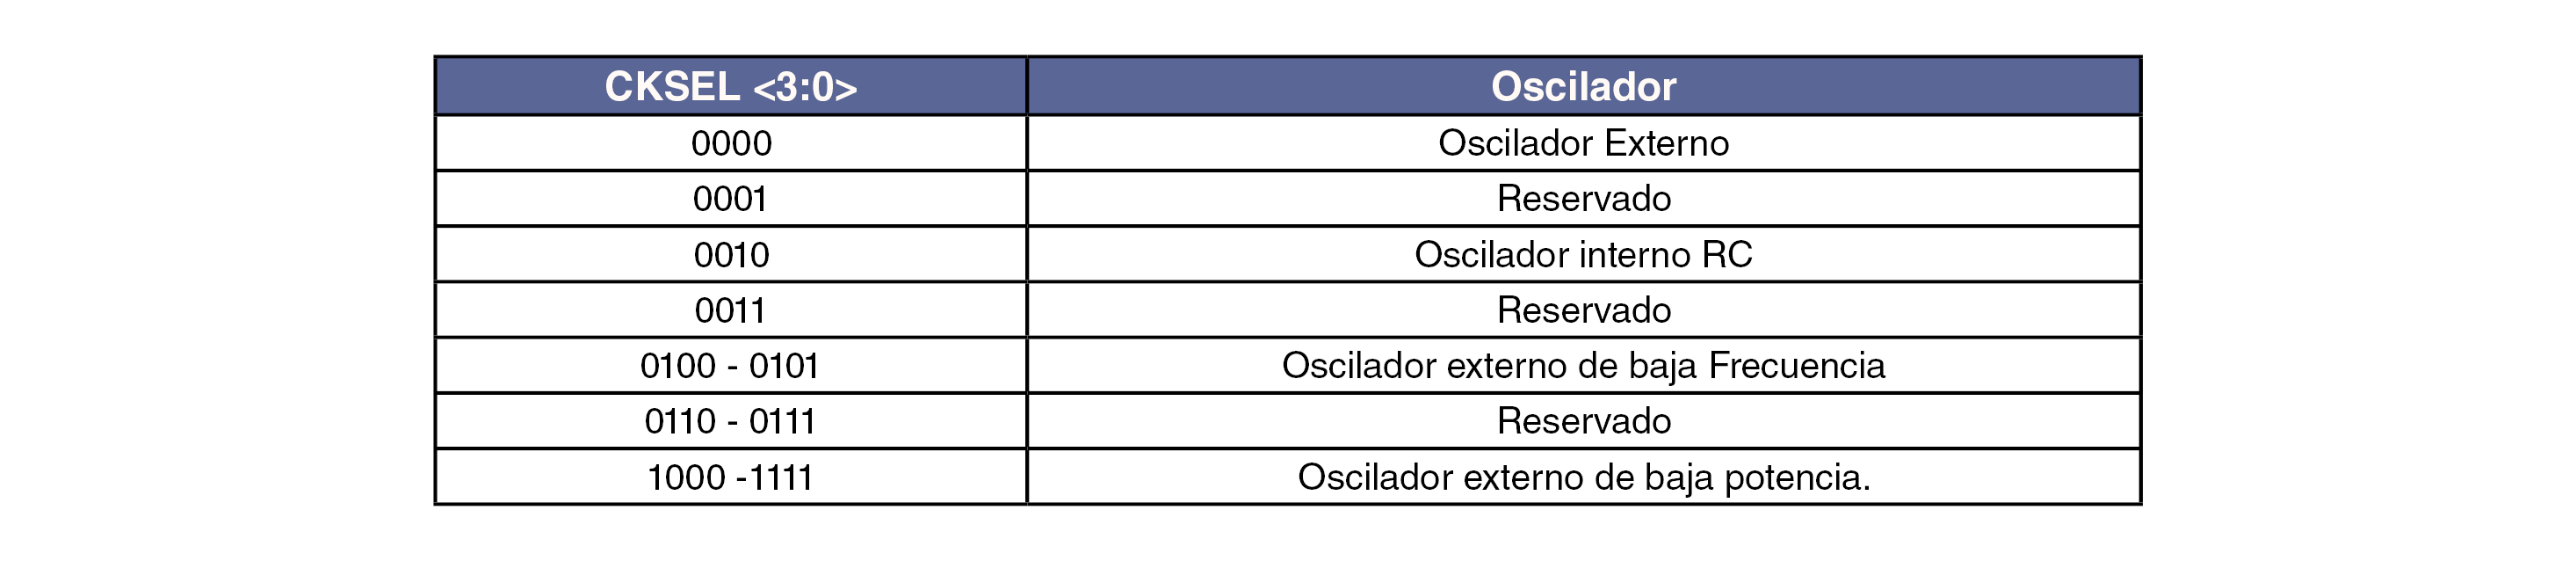 CKSEL <3:0> Oscilador
0000 Oscilador Externo
0001 Reservado
0010 Oscilador interno RC
0011 Reservado
0100 - 0101 Oscilador externo de baja Frecuencia
0110 - 0111 Reservado
1000 -1111 Oscilador externo de baja potencia.